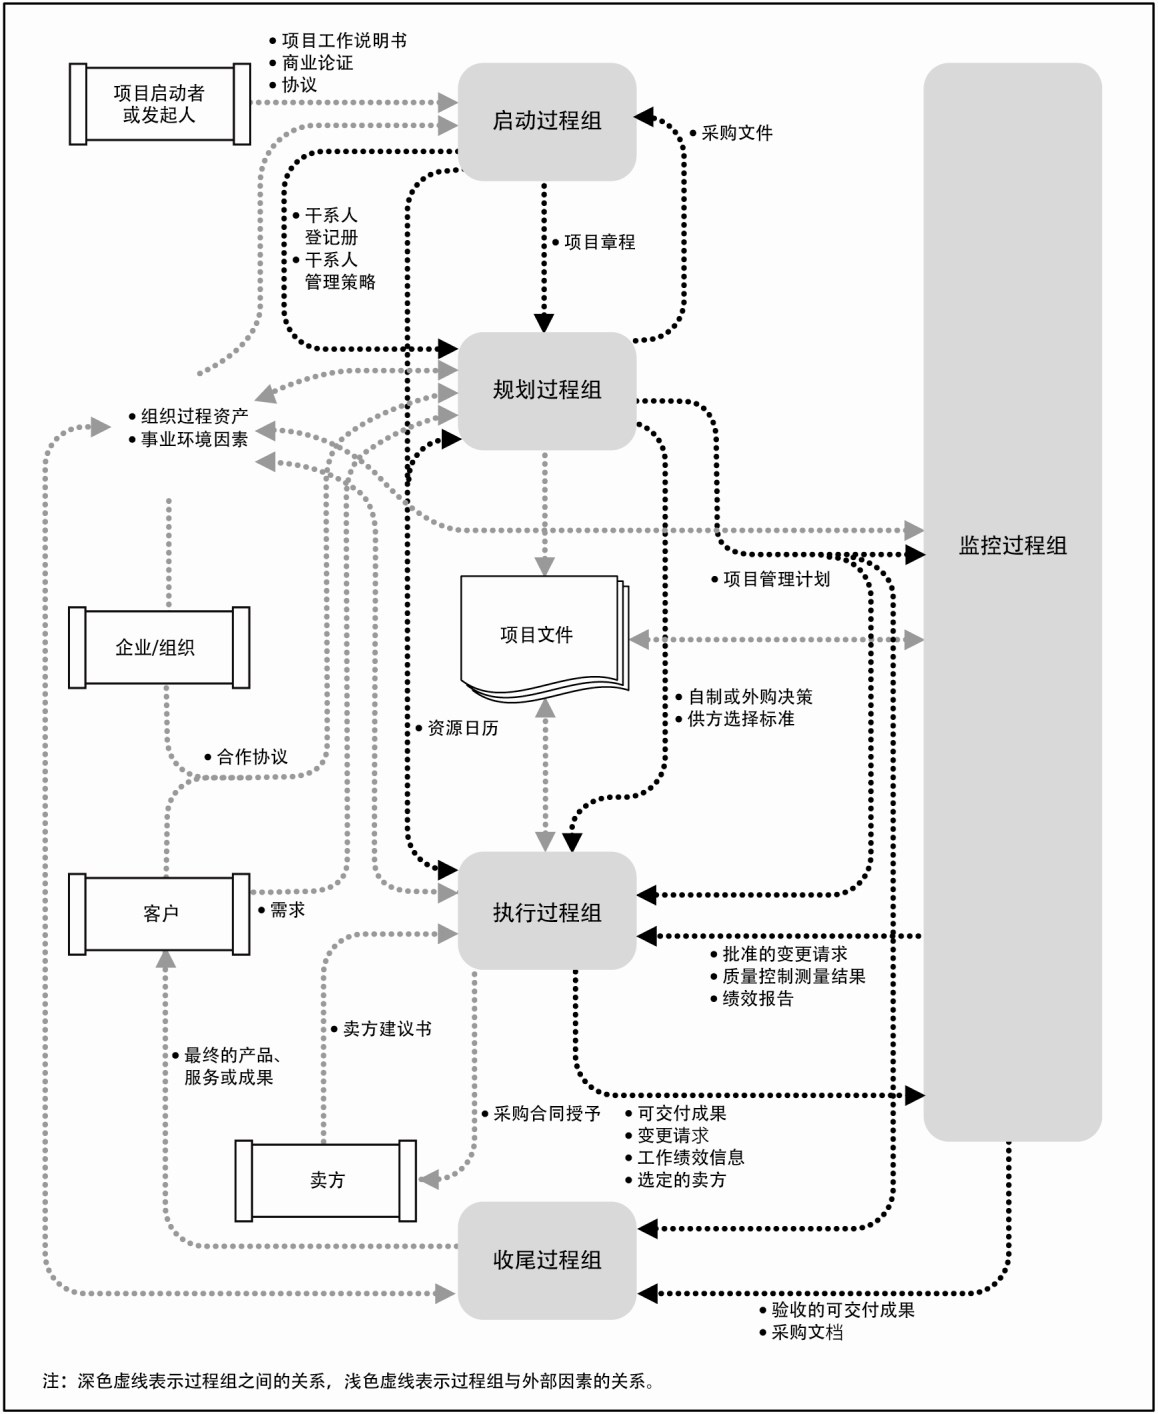 ● 项目工作说明书
● 商业论证
● 协议
项目启动者
或发起人
启动过程组
● 采购文件
● 干系人
登记册
● 干系人
管理策略
● 项目章程
规划过程组
● 组织过程资产
● 事业环境因素
监控过程组
● 项目管理计划
项目文件
企业/组织
● 自制或外购决策
● 供方选择标准
● 资源日历
● 合作协议
客户
● 需求
执行过程组
● 批准的变更请求
● 质量控制测量结果
● 绩效报告
● 卖方建议书
● 最终的产品、
服务或成果
● 采购合同授予
● 可交付成果
● 变更请求
● 工作绩效信息
● 选定的卖方
卖方
收尾过程组
● 验收的可交付成果
● 采购文档
注：深色虚线表示过程组之间的关系，浅色虚线表示过程组与外部因素的关系。